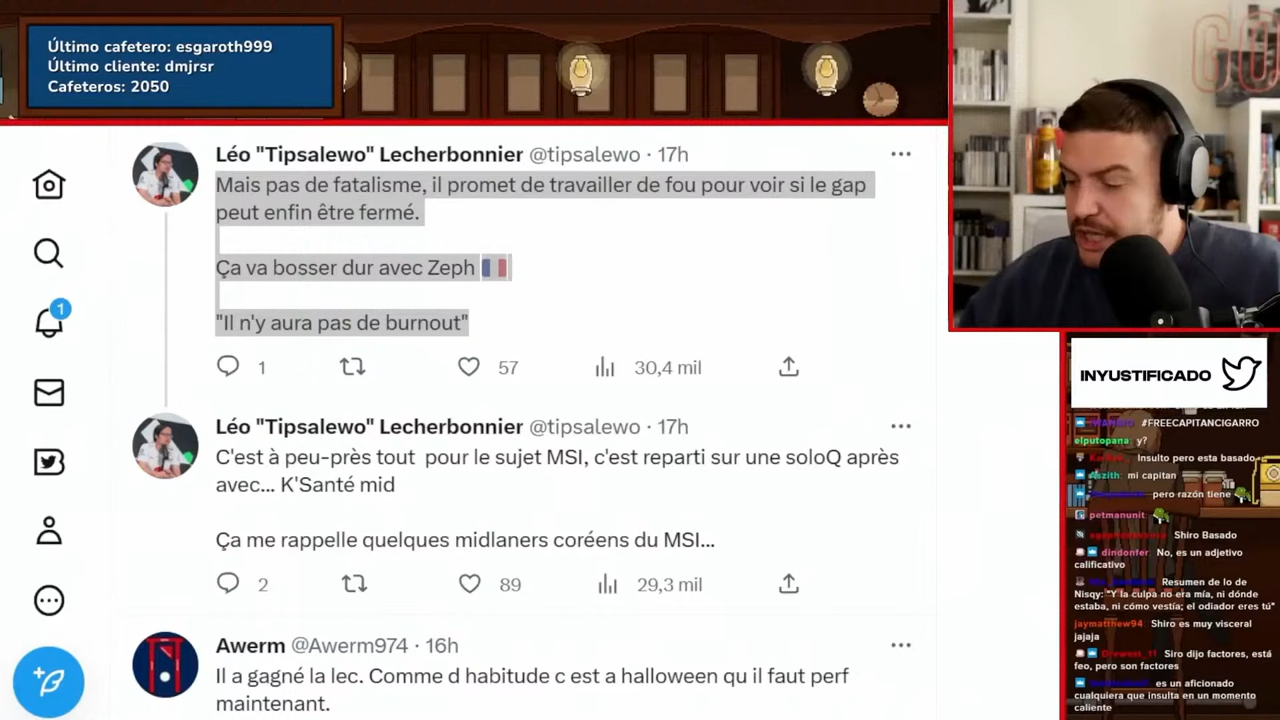 Último cafetero: esgaroth999
Último cliente: dmjrsr
Cafeteros: 2050
Léo "Tipsalewo" Lecherbonnier @tipsalewo · 17h
Mais pas de fatalisme, il promet de travailler de fou pour voir si le gap
peut enfin être fermé.
Ça va bosser dur avec Zeph
"Il n'y aura pas de burnout"
1
57
30,4 mil
Léo "Tipsalewo" Lecherbonnier @tipsalewo · 17h
C'est à peu-près pour le sujet MSI, c'est reparti sur une soloQ après
avec... K'Santé mid
Ça me rappelle quelques midlaners coréens du MSI...
2
89
29,3 mil
Awerm @Awerm974 · 16h
Il a gagné la lec. Comme d habitude c est a halloween qu il faut perf
maintenant.
1
INYUSTIFICADO
#FREECAPITANCIGARRO
elputopana: y?
Insulto pero esta basado
Aszith: mi capitan
pero razón tiene
petmanunit:
Shiro Basado
dindonfer: No, es un adjetivo
calificativo
Resumen de lo de
Nisqy: "Y la culpa no era mía, ni dónde
estaba, ni cómo vestía; el odiador eres tú"
jaymatthew94: Shiro es muy visceral
jajaja
Siro dijo factores, está
feo, pero son factores
es un aficionado
cualquiera que insulta en un momento
caliente